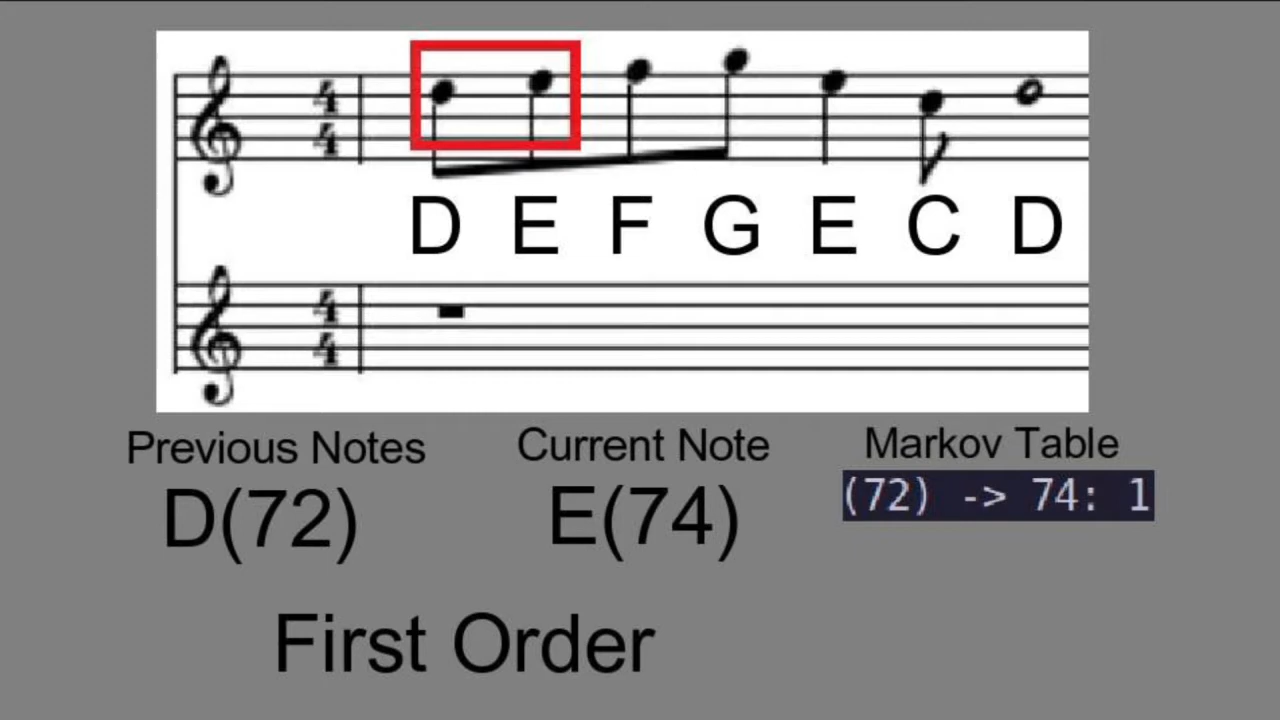 4
4
D E F G E C D
4
4
Previous Notes Current Note Markov Table
D(72) E(74) (72) -> 74: 1
First Order